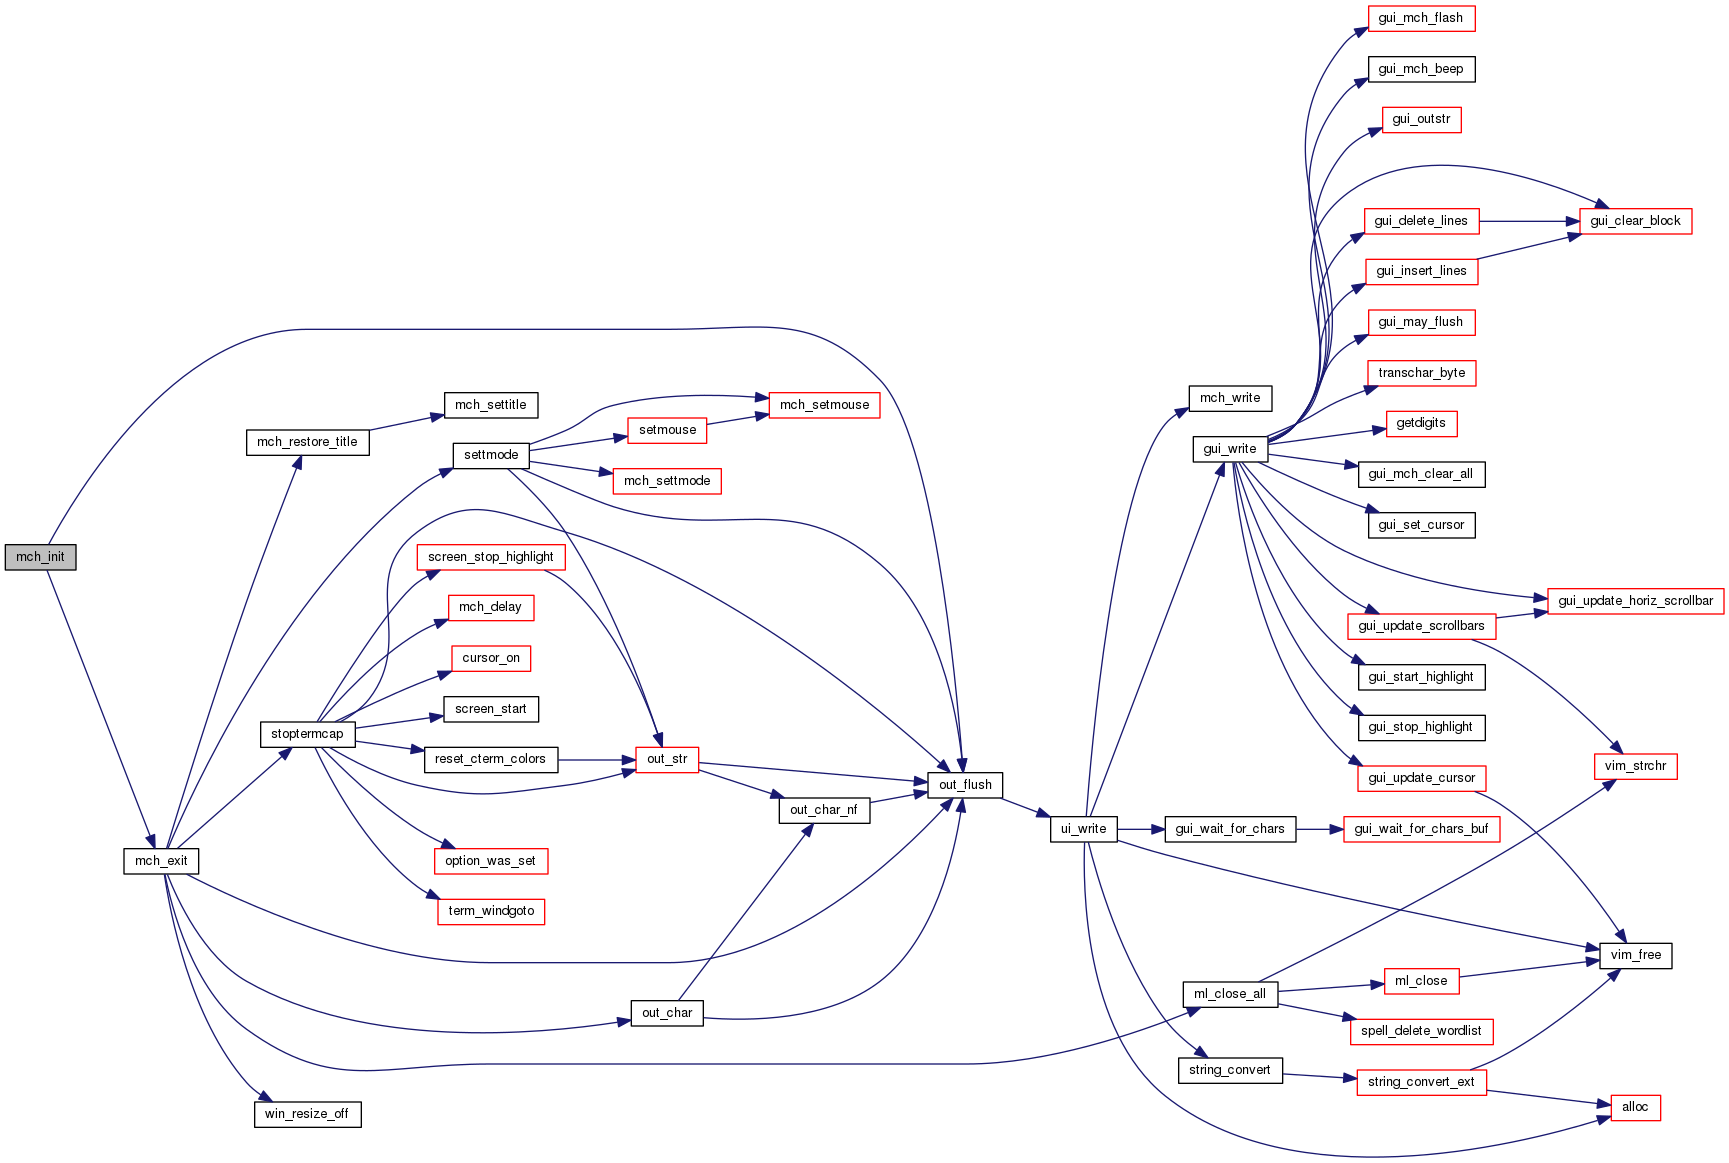 gui_mch_flash
gui_mch_beep
gui_outstr
gui_delete_lines
gui_clear_block
gui_insert_lines
gui_may_flush
transchar_byte
mch_settitle
mch_setmouse
mch_write
getdigits
setmouse
mch_restore_title
settmode
gui_write
mch_settmode
gui_mch_clear_all
gui_set_cursor
mch_init
screen_stop_highlight
mch_delay
gui_update_horiz_scrollbar
gui_update_scrollbars
cursor_on
gui_start_highlight
screen_start
stoptermcap
gui_stop_highlight
reset_cterm_colors
out_str
vim_strchr
gui_update_cursor
out_flush
out_char_nf
ui_write
gui_wait_for_chars
gui_wait_for_chars_buf
mch_exit
option_was_set
term_windgoto
vim_free
ml_close
ml_close_all
out_char
spell_delete_wordlist
string_convert
string_convert_ext
alloc
win_resize_off